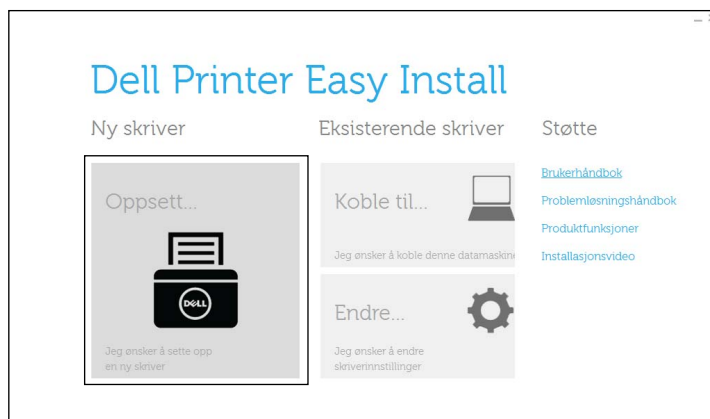 Dell Printer Easy Install
Ny skriver
Oppsett...
DELL
Jeg ønsker å sette opp
en ny skriver
Eksisterende skriver
Koble til...
Jeg ønsker å koble denne datamaskine
Endre...
Jeg ønsker å endre
skriverinnstillinger
Støtte
Brukerhåndbok
Problemløsningshåndbok
Produktfunksjoner
Installasjonsvideo